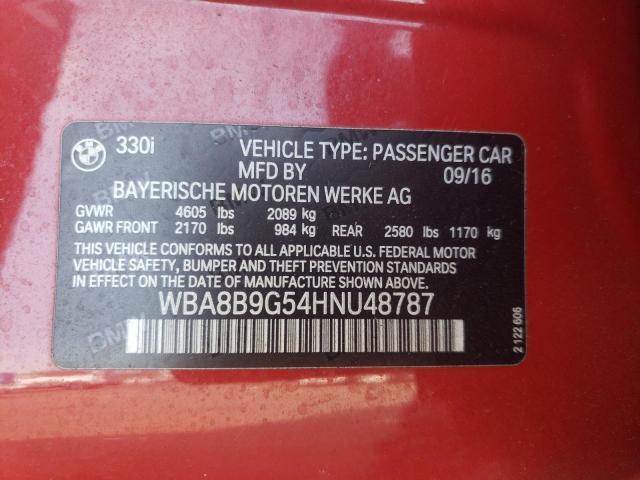 BMW
330i VEHICLE TYPE: PASSENGER CAR
MFD BY 09/16
BAYERISCHE MOTOREN WERKE AG
GVWR 4605 lbs 2089 kg
GAWR FRONT 2170 lbs 984 kg REAR 2580 lbs 1170 kg
THIS VEHICLE CONFORMS TO ALL APPLICABLE U.S. FEDERAL MOTOR
VEHICLE SAFETY, BUMPER AND THEFT PREVENTION STANDARDS
IN EFFECT ON THE DATE OF MANUFACTURE SHOWN ABOVE.
WBA8B9G54HNU48787
2 122 606